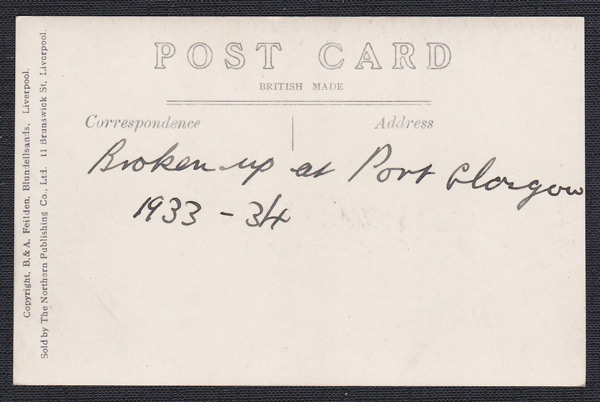 POST CARD
BRITISH MADE
Correspondence
Address
Broken up at Port Glasgow
1933 - 34
Copyright, B. & A. Feilden, Blundellsands, Liverpool.
Sold by The Northern Publishing Co., Ltd. 11 Brunswick St. Liverpool.